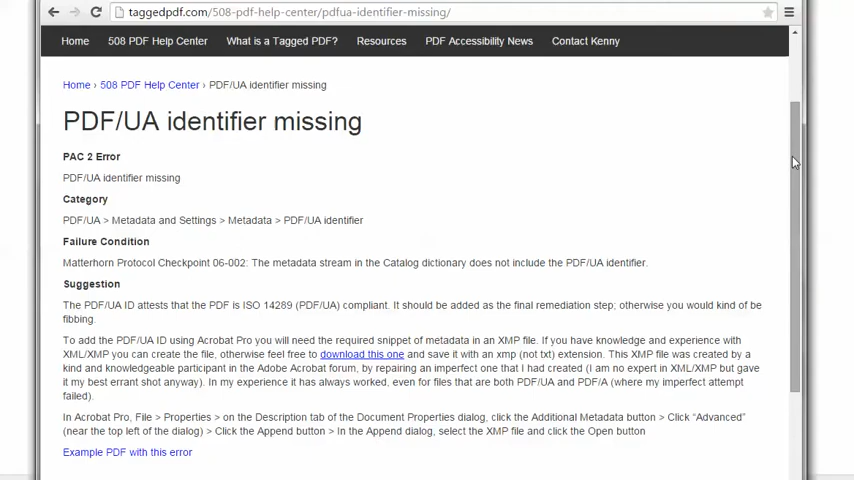 taggedpdf.com/508-pdf-help-center/pdfua-identifier-missing/
Home 508 PDF Help Center What is a Tagged PDF? Resources PDF Accessibility News Contact Kenny
Home › 508 PDF Help Center › PDF/UA identifier missing
PDF/UA identifier missing
PAC 2 Error
PDF/UA identifier missing
Category
PDF/UA > Metadata and Settings > Metadata > PDF/UA identifier
Failure Condition
Matterhorn Protocol Checkpoint 06-002: The metadata stream in the Catalog dictionary does not include the PDF/UA identifier.
Suggestion
The PDF/UA ID attests that the PDF is ISO 14289 (PDF/UA) compliant. It should be added as the final remediation step; otherwise you would kind of be
fibbing.
To add the PDF/UA ID using Acrobat Pro you will need the required snippet of metadata in an XMP file. If you have knowledge and experience with
XML/XMP you can create the file, otherwise feel free to download this one and save it with an xmp (not txt) extension. This XMP file was created by a
kind and knowledgeable participant in the Adobe Acrobat forum, by repairing an imperfect one that I had created (I am no expert in XML/XMP but gave
it my best errant shot anyway). In my experience it has always worked, even for files that are both PDF/UA and PDF/A (where my imperfect attempt
failed).
In Acrobat Pro, File > Properties > on the Description tab of the Document Properties dialog, click the Additional Metadata button > Click “Advanced”
(near the top left of the dialog) > Click the Append button > In the Append dialog, select the XMP file and click the Open button
Example PDF with this error